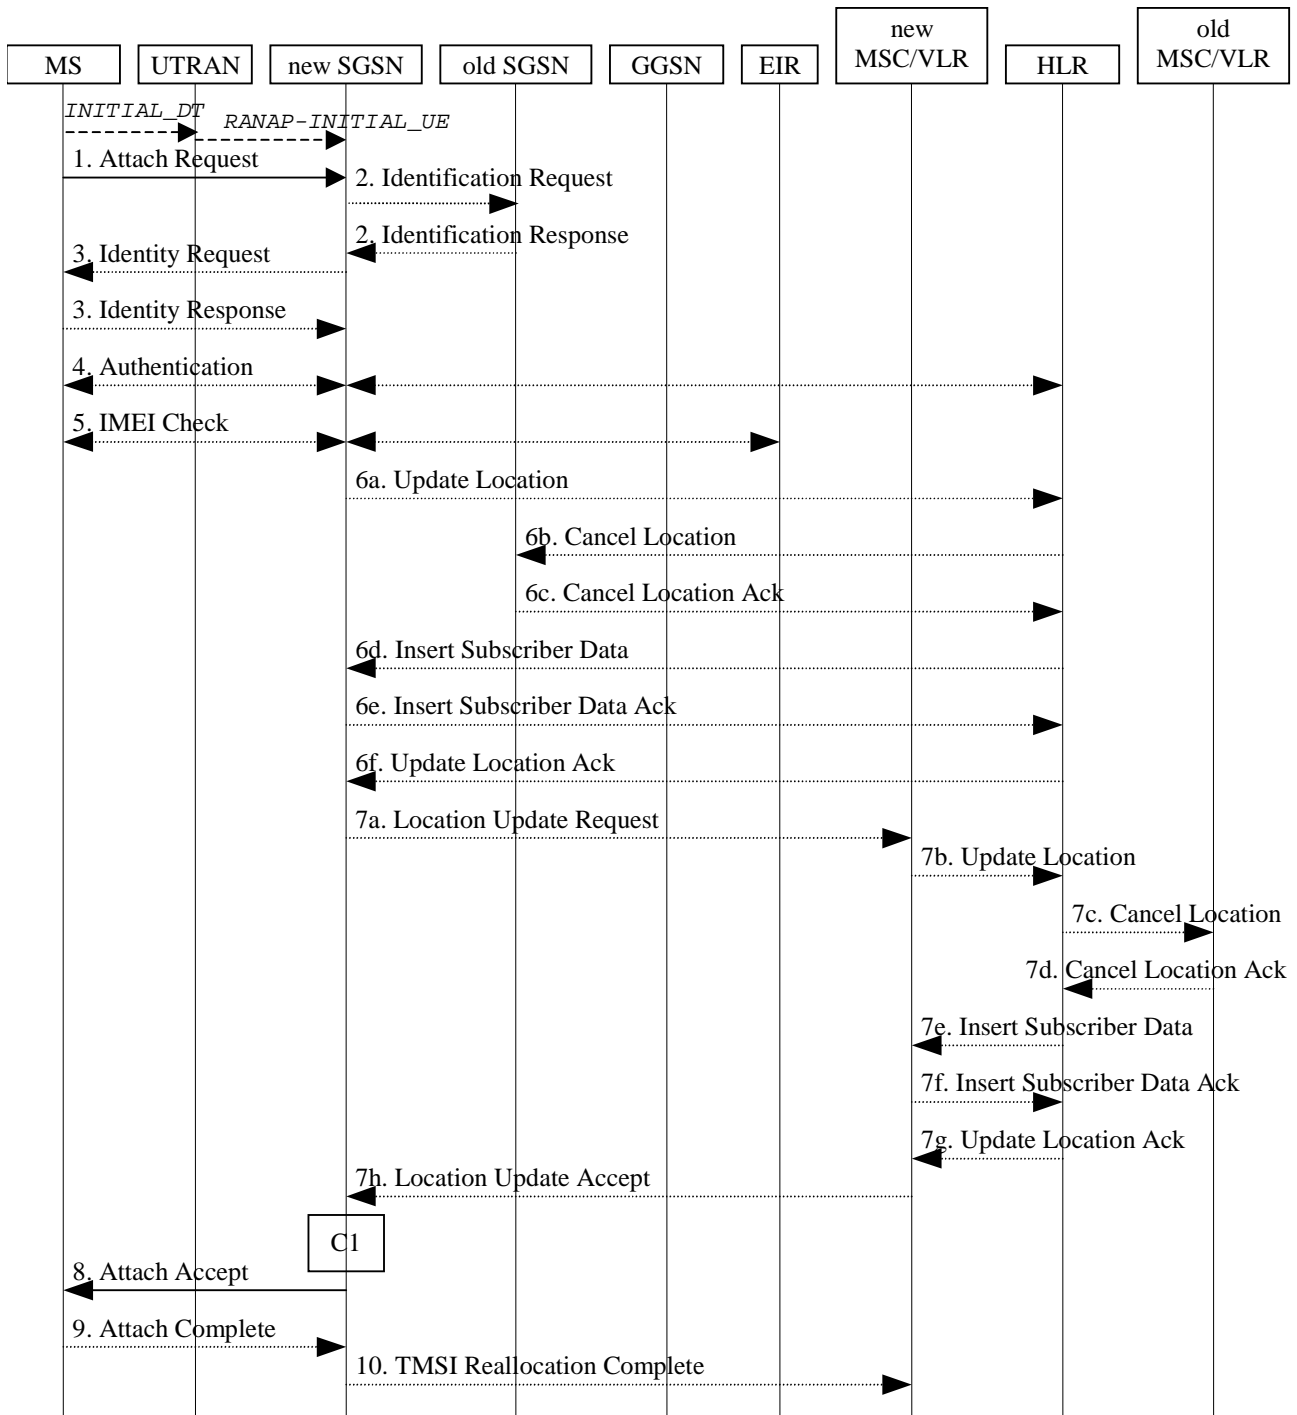 new
MSC/VLR
old
MSC/VLR
MS
UTRAN
new SGSN
old SGSN
GGSN
EIR
HLR
INITIAL_DT
RANAP-INITIAL_UE
1. Attach Request
2. Identification Request
2. Identification Response
3. Identity Request
3. Identity Response
4. Authentication
5. IMEI Check
6a. Update Location
6b. Cancel Location
6c. Cancel Location Ack
6d. Insert Subscriber Data
6e. Insert Subscriber Data Ack
6f. Update Location Ack
7a. Location Update Request
7b. Update Location
7c. Cancel Location
7d. Cancel Location Ack
7e. Insert Subscriber Data
7f. Insert Subscriber Data Ack
7g. Update Location Ack
7h. Location Update Accept
C1
8. Attach Accept
9. Attach Complete
10. TMSI Reallocation Complete